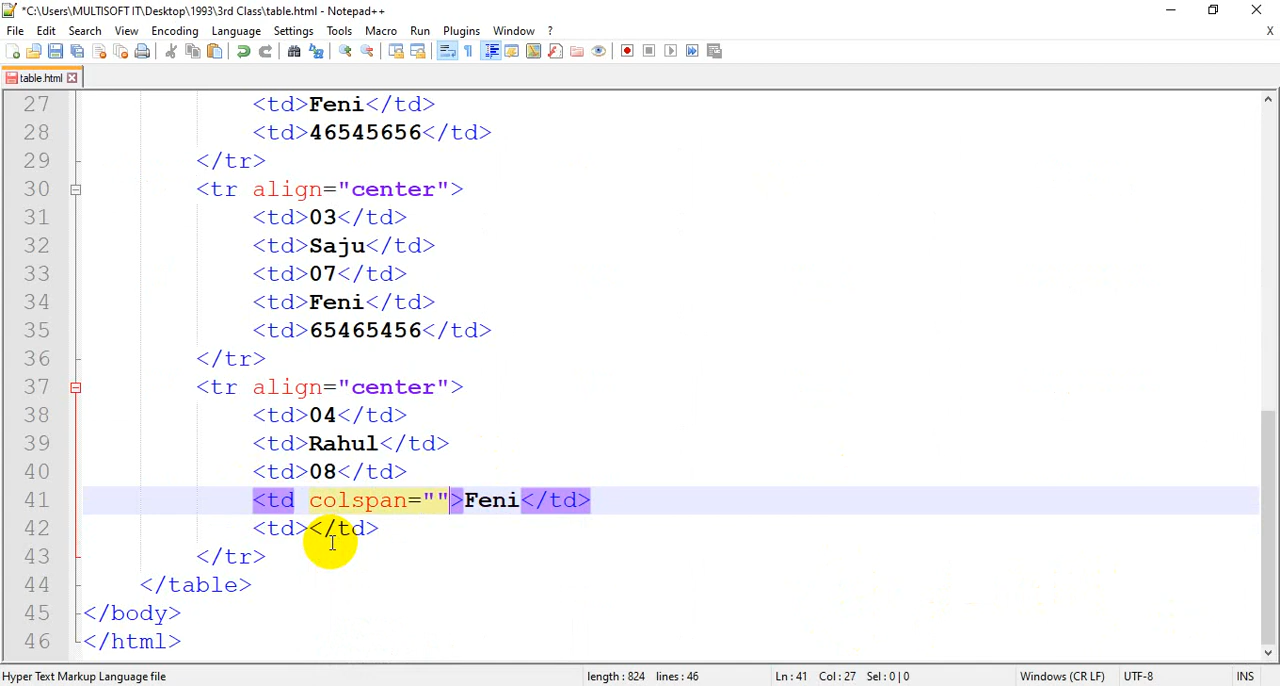 *C:\Users\MULTISOFT IT\Desktop\1993\3rd Class\table.html - Notepad++
File Edit Search View Encoding Language Settings Tools Macro Run Plugins Window ? X
table.html
27 <td>Feni</td>
28 <td>46545656</td>
29 </tr>
30 <tr align="center">
31 <td>03</td>
32 <td>Saju</td>
33 <td>07</td>
34 <td>Feni</td>
35 <td>65465456</td>
36 </tr>
37 <tr align="center">
38 <td>04</td>
39 <td>Rahul</td>
40 <td>08</td>
41 <td colspan="">Feni</td>
42 <td></td>
43 </tr>
44 </table>
45 </body>
46 </html>
Hyper Text Markup Language file length : 824 lines : 46 Ln : 41 Col : 27 Sel : 0 | 0 Windows (CR LF) UTF-8 INS